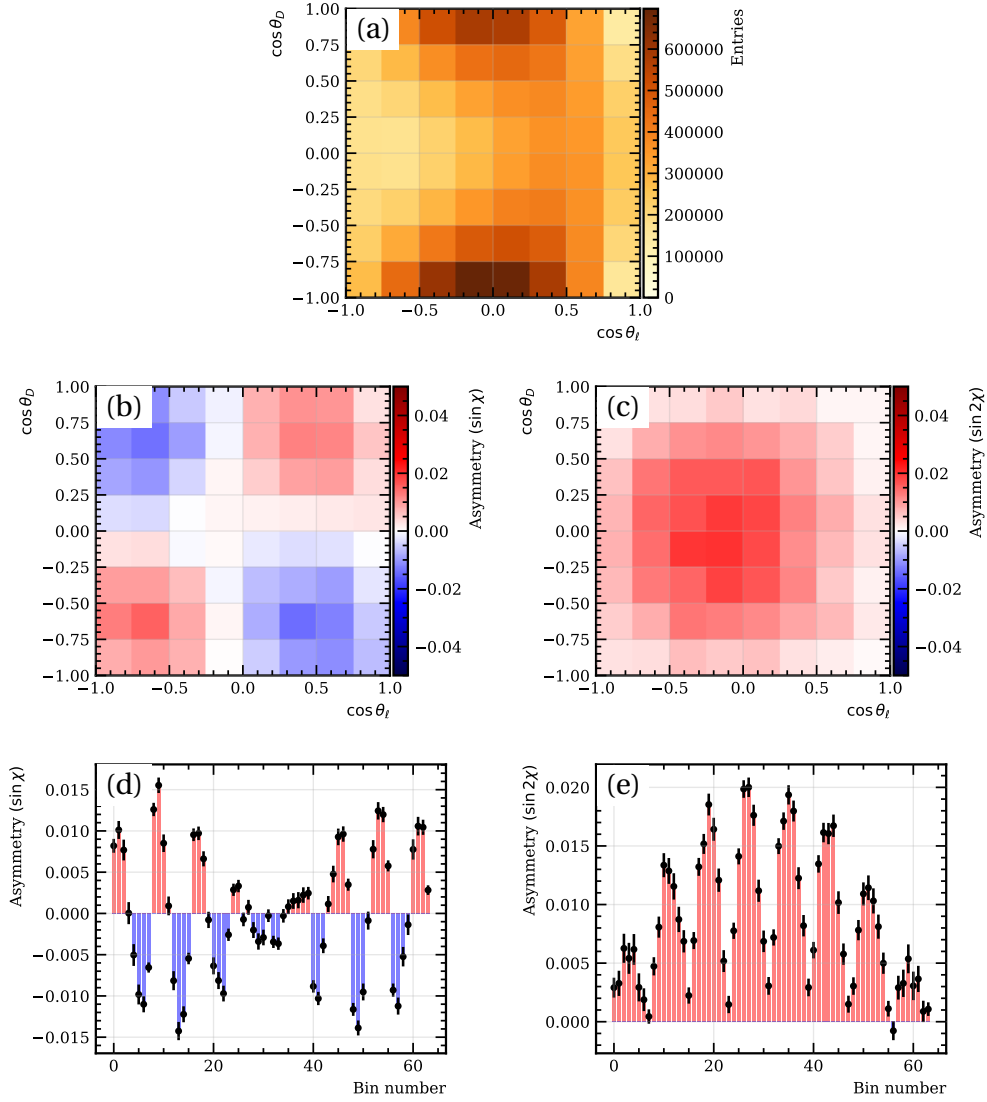 (a)
cos θ_D
1.00
0.75
0.50
0.25
0.00
−0.25
−0.50
−0.75
−1.00
−1.0 −0.5 0.0 0.5 1.0
cos θ_ℓ
Entries
600000
500000
400000
300000
200000
100000
0
(b)
cos θ_D
1.00
0.75
0.50
0.25
0.00
−0.25
−0.50
−0.75
−1.00
−1.0 −0.5 0.0 0.5 1.0
cos θ_ℓ
Asymmetry (sin χ)
0.04
0.02
0.00
−0.02
−0.04
(c)
cos θ_D
1.00
0.75
0.50
0.25
0.00
−0.25
−0.50
−0.75
−1.00
−1.0 −0.5 0.0 0.5 1.0
cos θ_ℓ
Asymmetry (sin 2χ)
0.04
0.02
0.00
−0.02
−0.04
(d)
Asymmetry (sin χ)
0.015
0.010
0.005
0.000
−0.005
−0.010
−0.015
0 20 40 60
Bin number
(e)
Asymmetry (sin 2χ)
0.020
0.015
0.010
0.005
0.000
0 20 40 60
Bin number